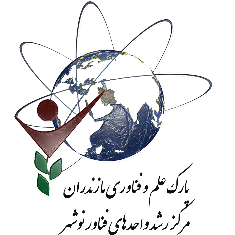 پارک علم و فناوری مازندران
مرکز رشد واحدهای فناور نوشهر